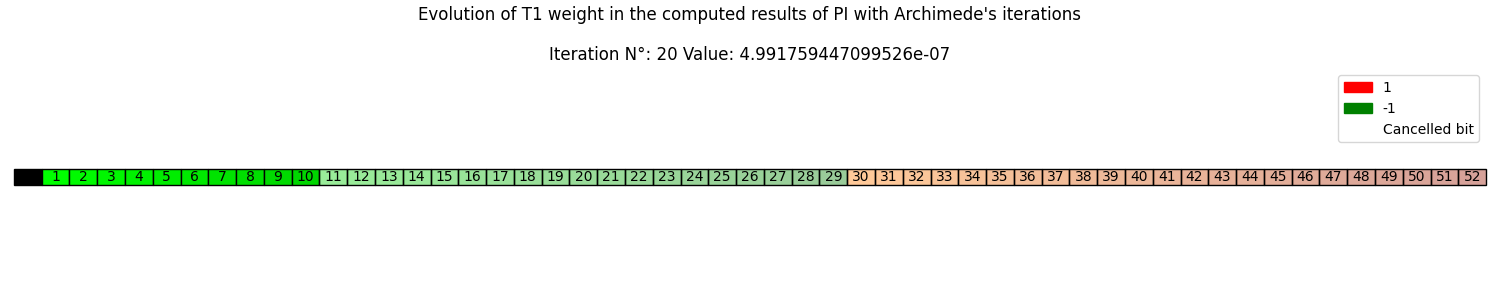 Evolution of T1 weight in the computed results of PI with Archimede's iterations
Iteration N°: 20 Value: 4.991759447099526e-07
1
-1
Cancelled bit
1 2 3 4 5 6 7 8 9 10 11 12 13 14 15 16 17 18 19 20 21 22 23 24 25 26 27 28 29 30 31 32 33 34 35 36 37 38 39 40 41 42 43 44 45 46 47 48 49 50 51 52